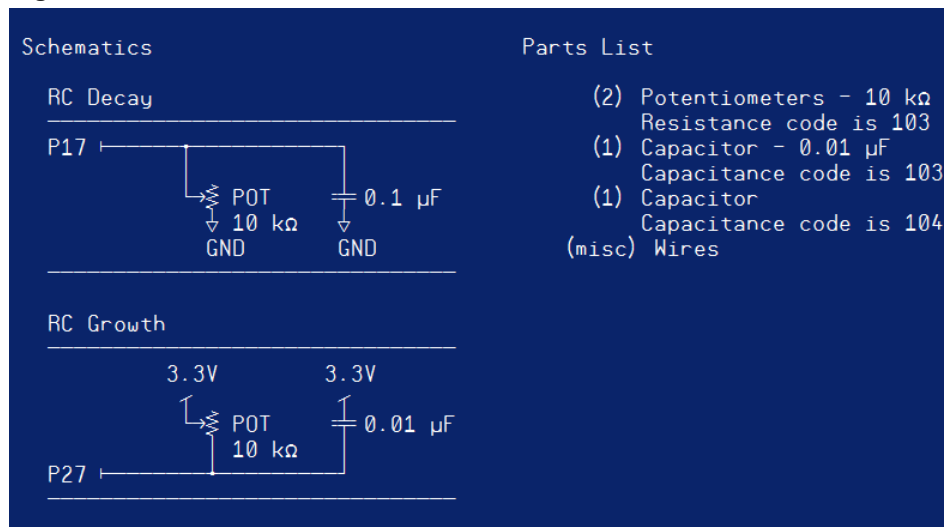 Schematics
RC Decay
P17
POT
10 kΩ
0.1 µF
GND
GND
RC Growth
3.3V
3.3V
POT
10 kΩ
0.01 µF
P27
Parts List
(2) Potentiometers - 10 kΩ
Resistance code is 103
(1) Capacitor - 0.01 µF
Capacitance code is 103
(1) Capacitor
Capacitance code is 104
(misc) Wires